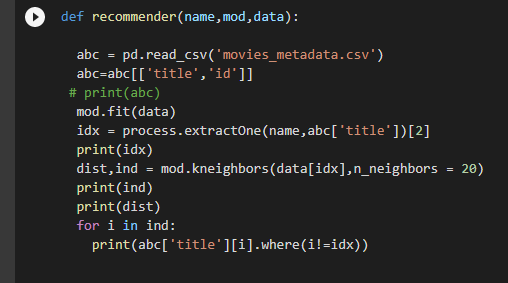 def recommender(name,mod,data):
abc = pd.read_csv('movies_metadata.csv')
abc=abc[['title','id']]
# print(abc)
mod.fit(data)
idx = process.extractOne(name,abc['title'])[2]
print(idx)
dist,ind = mod.kneighbors(data[idx],n_neighbors = 20)
print(ind)
print(dist)
for i in ind:
print(abc['title'][i].where(i!=idx))